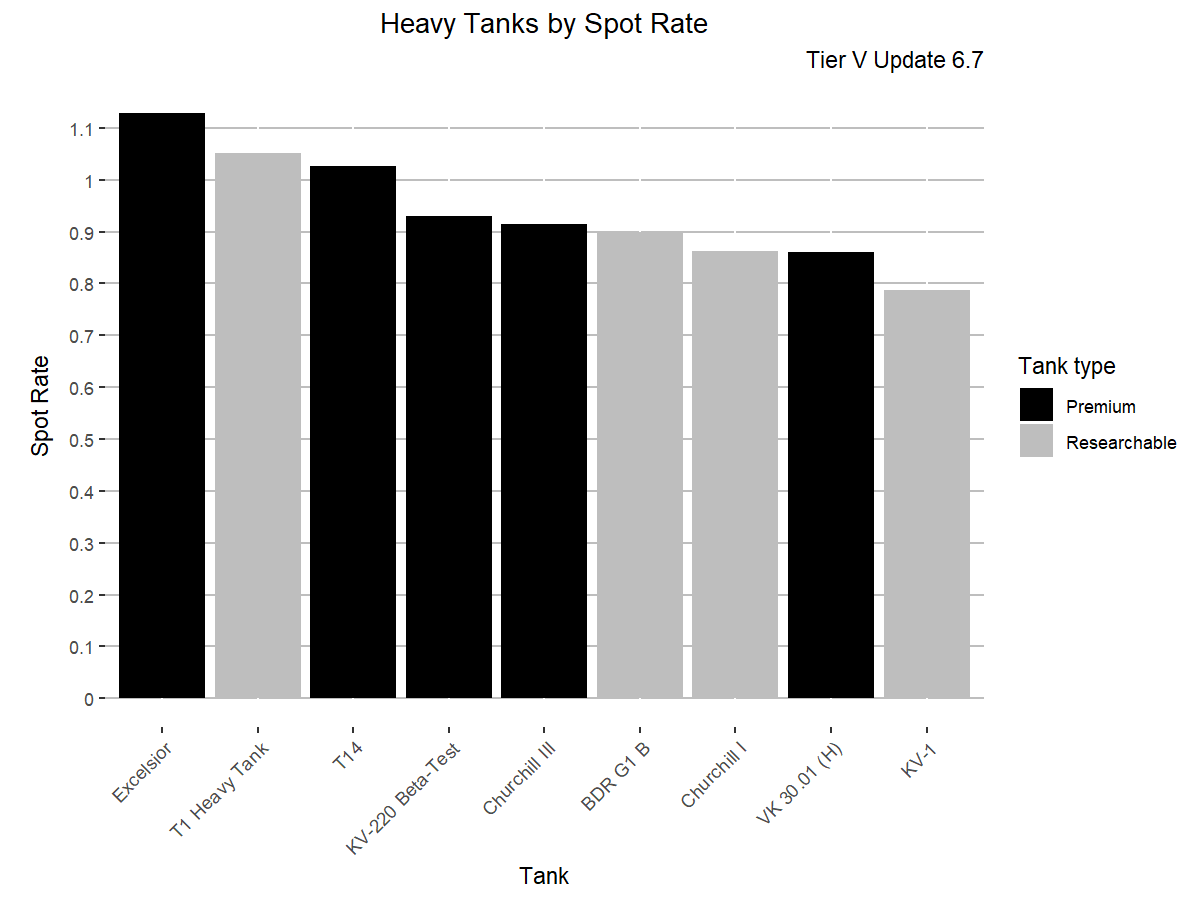 Heavy Tanks by Spot Rate
Tier V Update 6.7
Spot Rate
1.1
1
0.9
0.8
0.7
0.6
0.5
0.4
0.3
0.2
0.1
0
Excelsior
T1 Heavy Tank
T14
KV-220 Beta-Test
Churchill III
BDR G1 B
Churchill I
VK 30.01 (H)
KV-1
Tank
Tank type
Premium
Researchable